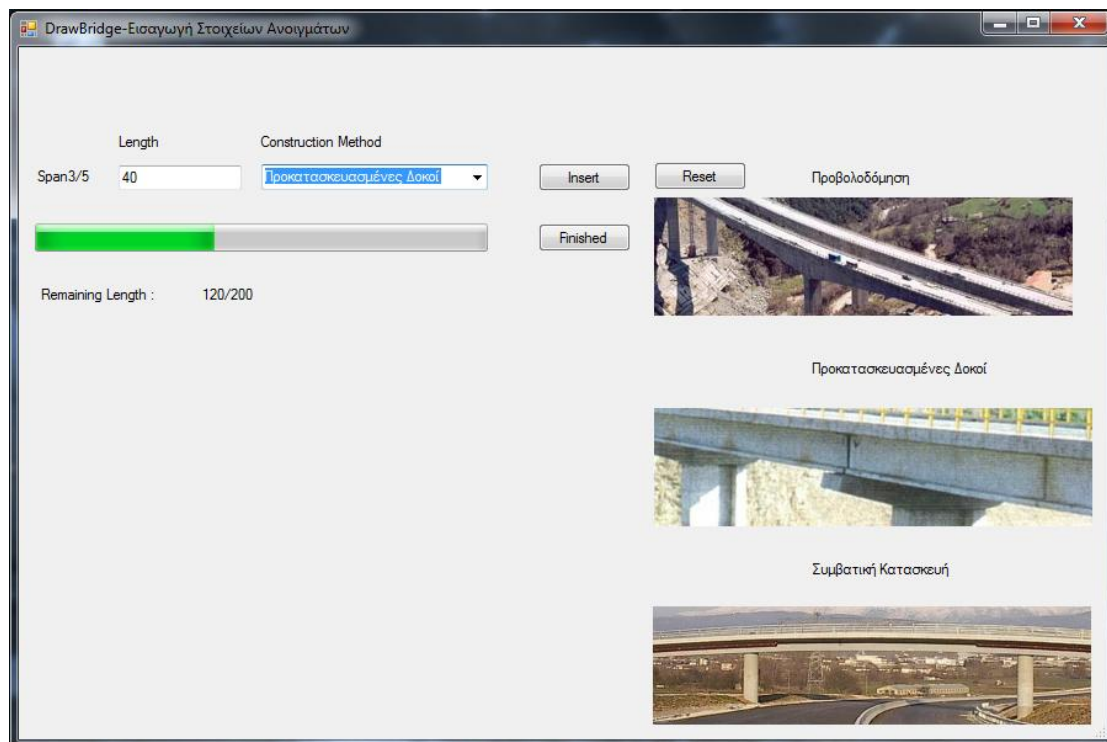 DrawBridge-Εισαγωγή Στοιχείων Ανοιγμάτων
Length Construction Method
Span3/5 40 Προκατασκευασμένες Δοκοί Insert Reset Προβολοδόμηση
Finished
Remaining Length : 120/200
Προκατασκευασμένες Δοκοί
Συμβατική Κατασκευή